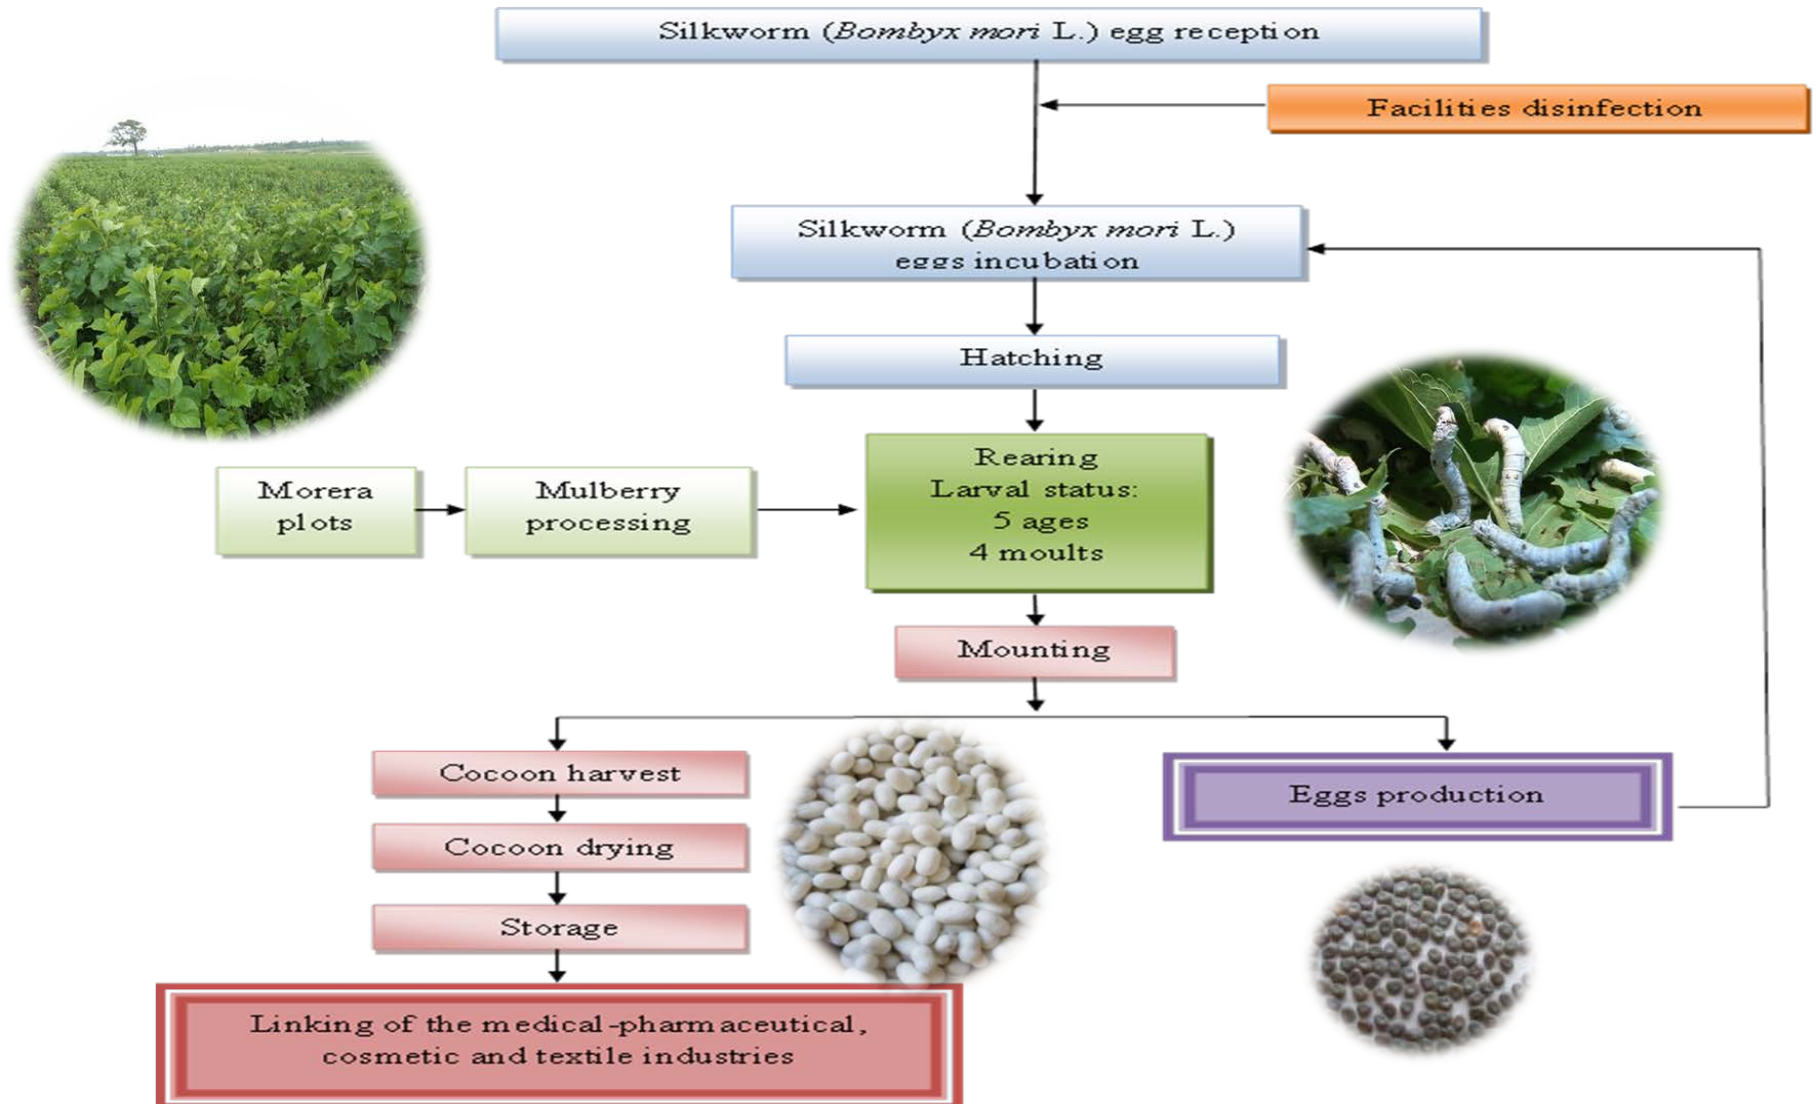 Silkworm (Bombyx mori L.) egg reception
Facilities disinfection
Silkworm (Bombyx mori L.)
eggs incubation
Hatching
Morera
plots
Mulberry
processing
Rearing
Larval status:
5 ages
4 moults
Mounting
Cocoon harvest
Cocoon drying
Storage
Linking of the medical-pharmaceutical,
cosmetic and textile industries
Eggs production